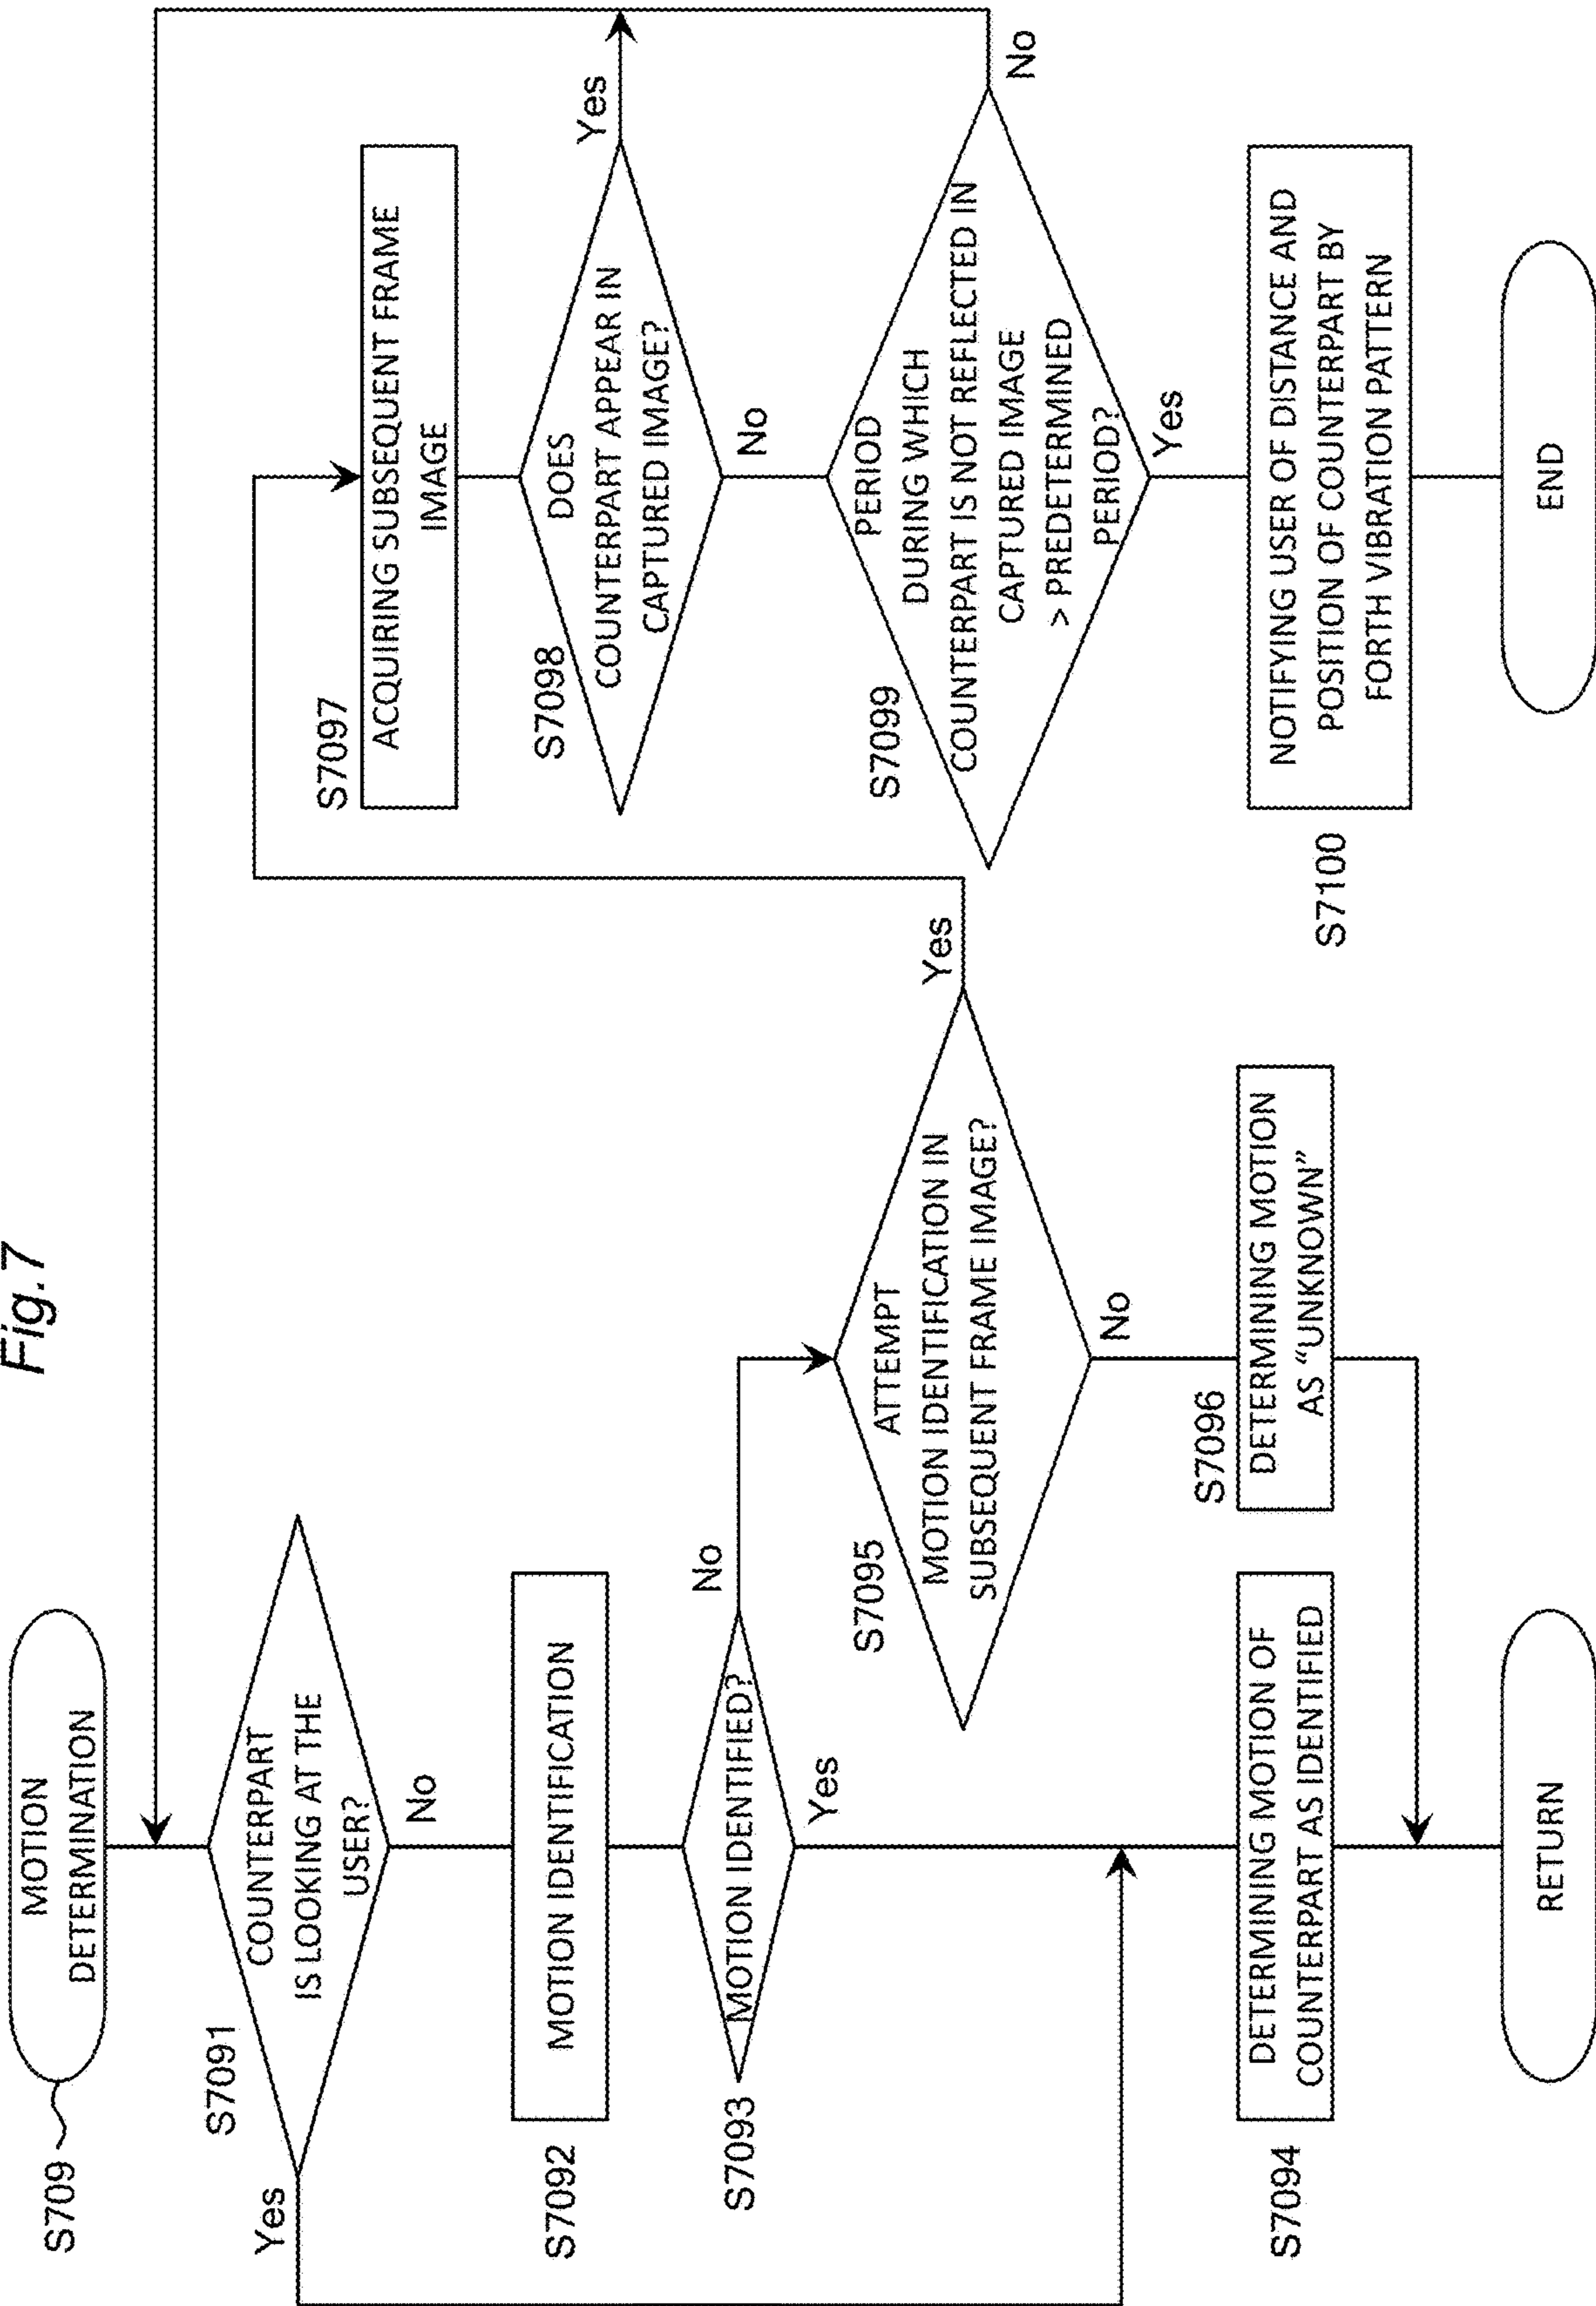 Fig.7
S709
MOTION
DETERMINATION
S7091
COUNTERPART
IS LOOKING AT THE
USER?
Yes
No
S7092
MOTION IDENTIFICATION
S7093
MOTION IDENTIFIED?
No
Yes
S7094
DETERMINING MOTION OF
COUNTERPART AS IDENTIFIED
RETURN
S7095
ATTEMPT
MOTION IDENTIFICATION IN
SUBSEQUENT FRAME IMAGE?
Yes
No
S7096
DETERMINING MOTION
AS “UNKNOWN”
S7097
ACQUIRING SUBSEQUENT FRAME
IMAGE
S7098
DOES
COUNTERPART APPEAR IN
CAPTURED IMAGE?
Yes
No
S7099
PERIOD
DURING WHICH
COUNTERPART IS NOT REFLECTED IN
CAPTURED IMAGE
> PREDETERMINED
PERIOD?
No
Yes
S7100
NOTIFYING USER OF DISTANCE AND
POSITION OF COUNTERPART BY
FORTH VIBRATION PATTERN
END